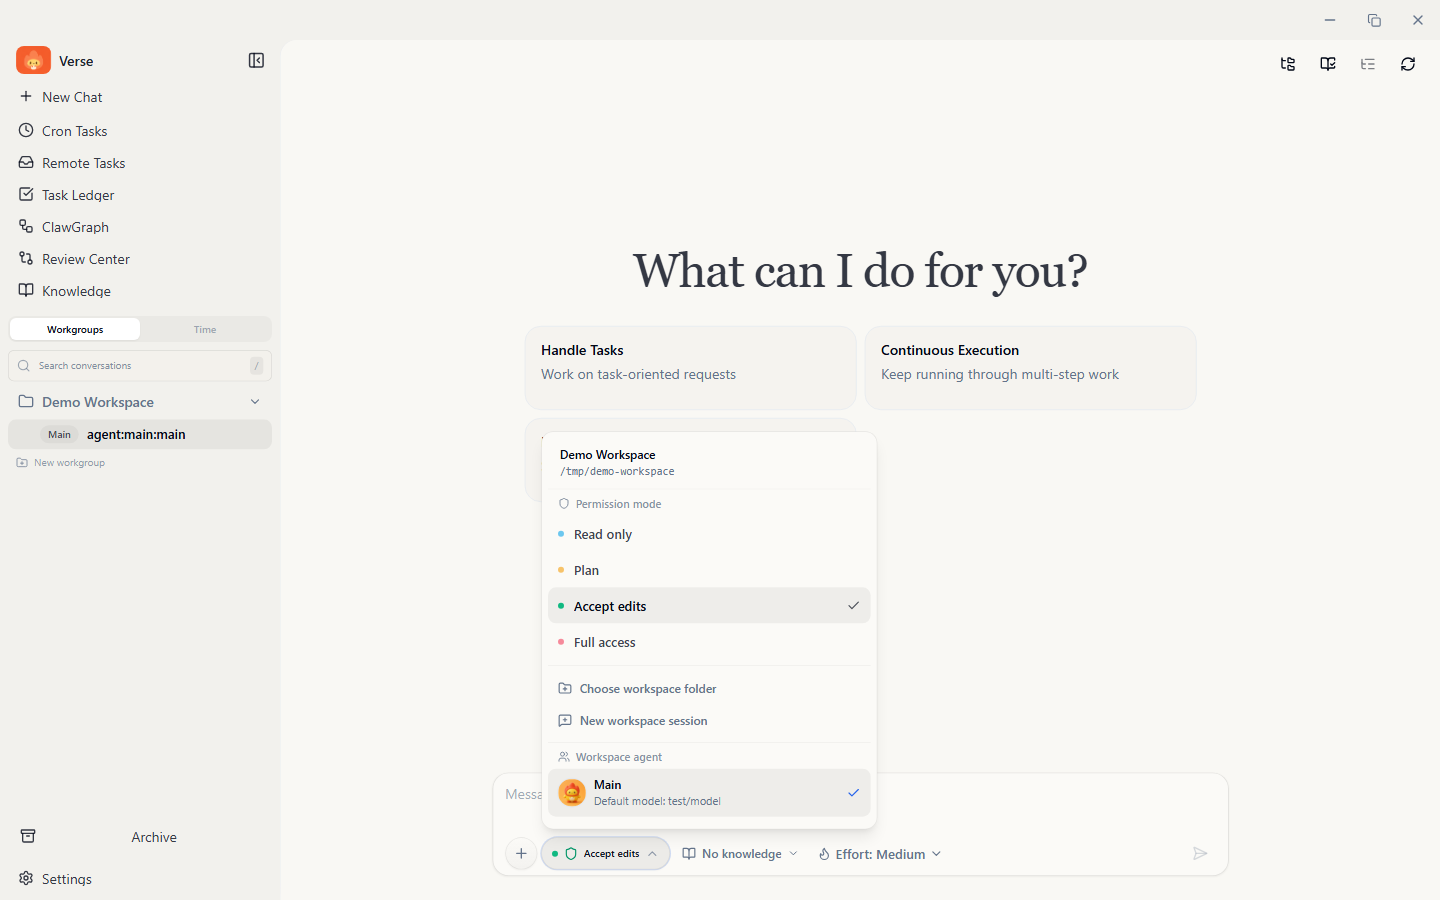 Verse
New Chat
Cron Tasks
Remote Tasks
Task Ledger
ClawGraph
Review Center
Knowledge
Workgroups
Time
Search conversations
/
Demo Workspace
Main
agent:main:main
New workgroup
Archive
Settings
What can I do for you?
Handle Tasks
Work on task-oriented requests
Continuous Execution
Keep running through multi-step work
Demo Workspace
/tmp/demo-workspace
Permission mode
Read only
Plan
Accept edits
Full access
Choose workspace folder
New workspace session
Workspace agent
Main
Default model: test/model
Accept edits
No knowledge
Effort: Medium